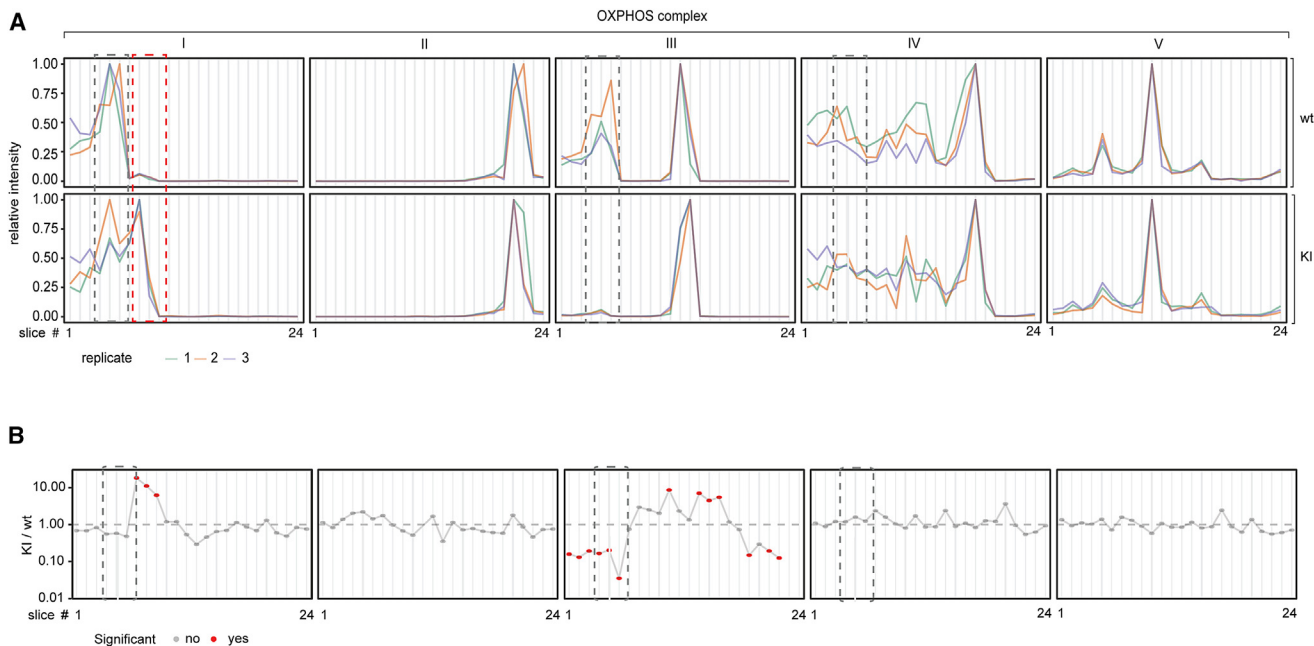 A
OXPHOS complex
I II III IV V
1.00
0.75
0.50
0.25
0.00
wt
relative intensity
1.00
0.75
0.50
0.25
0.00
KI
slice # 1 24 1 24 1 24 1 24 1 24
replicate 1 2 3
B
10.00
1.00
0.10
0.01
KI / wt
slice # 1 24 1 24 1 24 1 24 1 24
Significant no yes